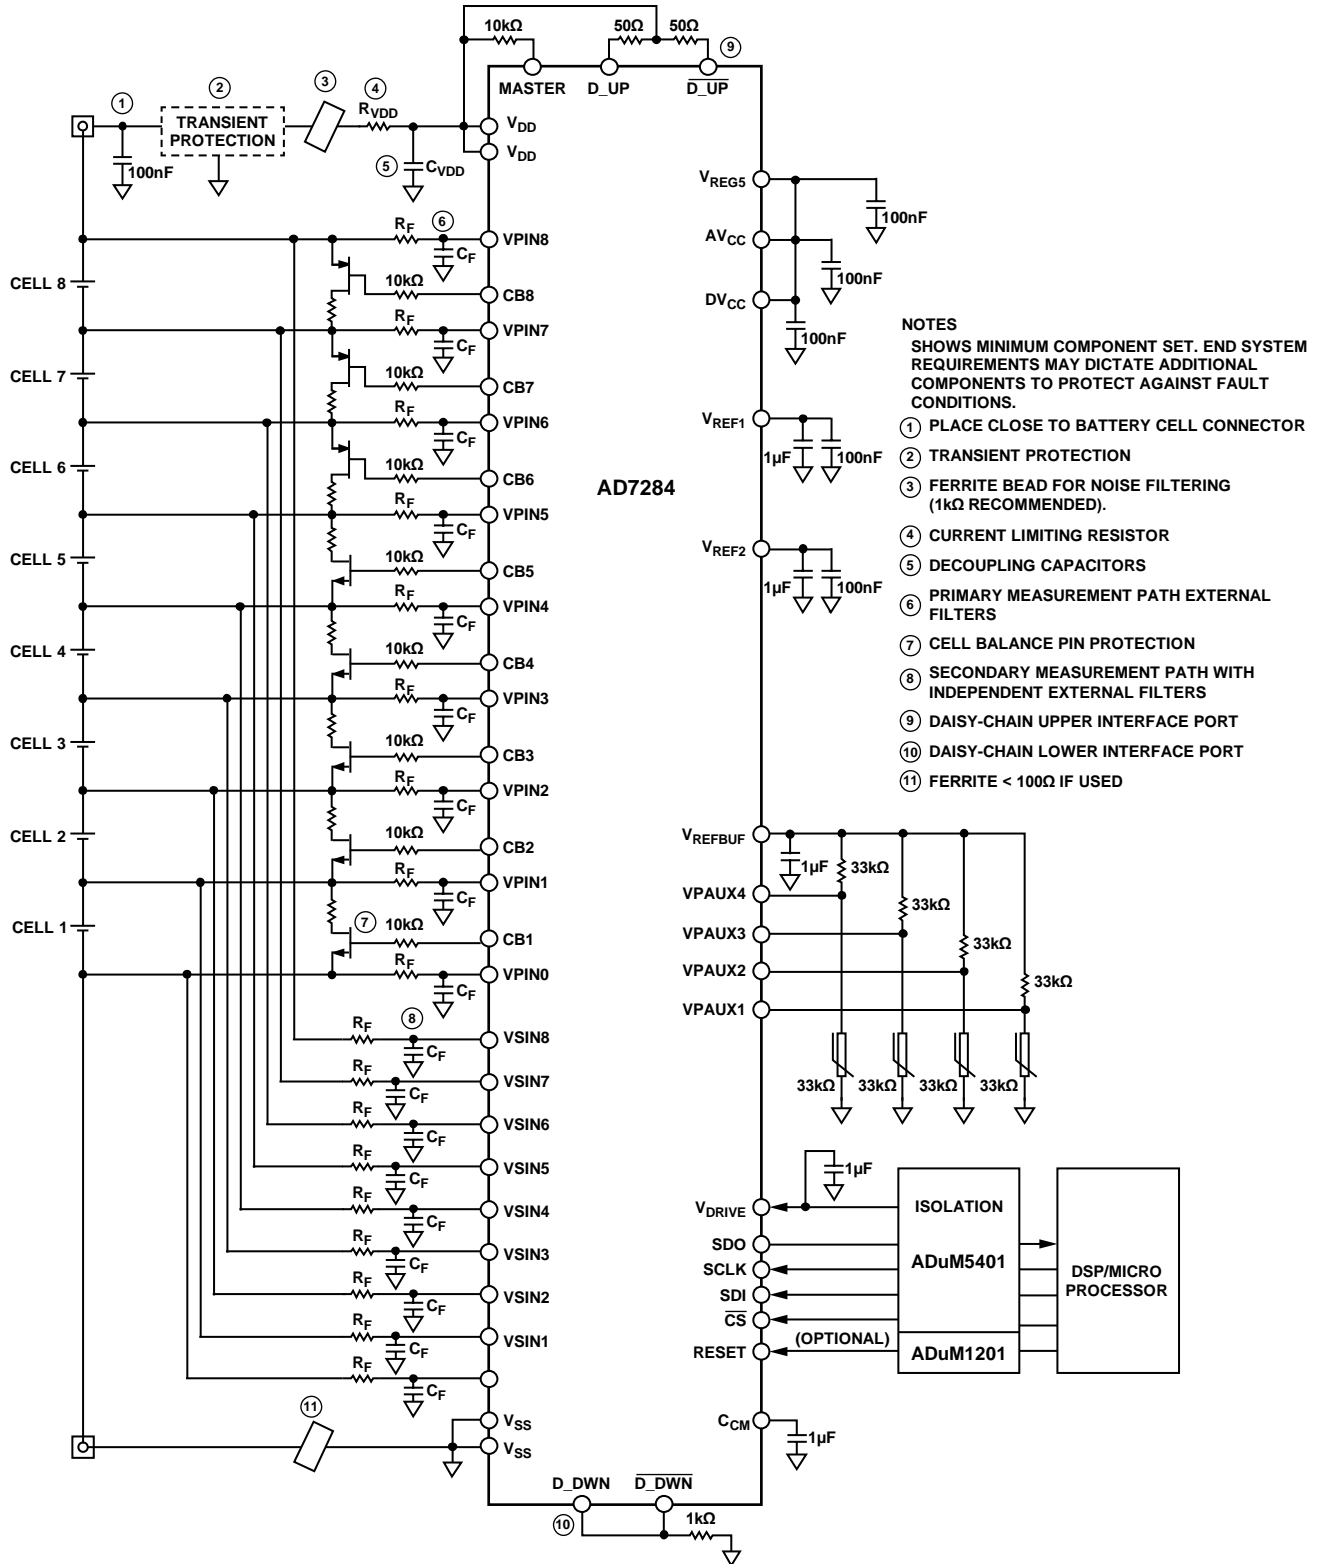 10kΩ 50Ω 50Ω 9
MASTER D_UP D_UP
1 2 3 4
TRANSIENT
PROTECTION
RVDD
VDD
VDD
100nF
5 CVDD
VREG5
100nF
AVCC
100nF
DVCC
100nF
RF 6
VPIN8
CF
CELL 8
10kΩ
CB8
RF
VPIN7
CF
CELL 7
10kΩ
CB7
RF
VPIN6
CF
CELL 6
10kΩ
CB6
RF
VPIN5
CF
CELL 5
10kΩ
CB5
RF
VPIN4
CF
CELL 4
10kΩ
CB4
RF
VPIN3
CF
CELL 3
10kΩ
CB3
RF
VPIN2
CF
CELL 2
10kΩ
CB2
RF
VPIN1
CF
CELL 1
7 10kΩ
CB1
RF
VPIN0
CF
8
RF
VSIN8
CF
RF
VSIN7
CF
RF
VSIN6
CF
RF
VSIN5
CF
RF
VSIN4
CF
RF
VSIN3
CF
RF
VSIN2
CF
RF
VSIN1
CF
RF
CF
11
VSS
VSS
AD7284
VREF1
1µF 100nF
VREF2
1µF 100nF
NOTES
SHOWS MINIMUM COMPONENT SET. END SYSTEM
REQUIREMENTS MAY DICTATE ADDITIONAL
COMPONENTS TO PROTECT AGAINST FAULT
CONDITIONS.
1 PLACE CLOSE TO BATTERY CELL CONNECTOR
2 TRANSIENT PROTECTION
3 FERRITE BEAD FOR NOISE FILTERING
(1kΩ RECOMMENDED).
4 CURRENT LIMITING RESISTOR
5 DECOUPLING CAPACITORS
6 PRIMARY MEASUREMENT PATH EXTERNAL
FILTERS
7 CELL BALANCE PIN PROTECTION
8 SECONDARY MEASUREMENT PATH WITH
INDEPENDENT EXTERNAL FILTERS
9 DAISY-CHAIN UPPER INTERFACE PORT
10 DAISY-CHAIN LOWER INTERFACE PORT
11 FERRITE < 100Ω IF USED
VREFBUF
1µF 33kΩ
VPAUX4
33kΩ
VPAUX3
33kΩ
VPAUX2
33kΩ
VPAUX1
33kΩ 33kΩ 33kΩ 33kΩ
1µF
VDRIVE
SDO
SCLK
SDI
CS
RESET
(OPTIONAL)
ISOLATION
ADuM5401
ADuM1201
DSP/MICRO
PROCESSOR
CCM
1µF
D_DWN D_DWN
10 1kΩ